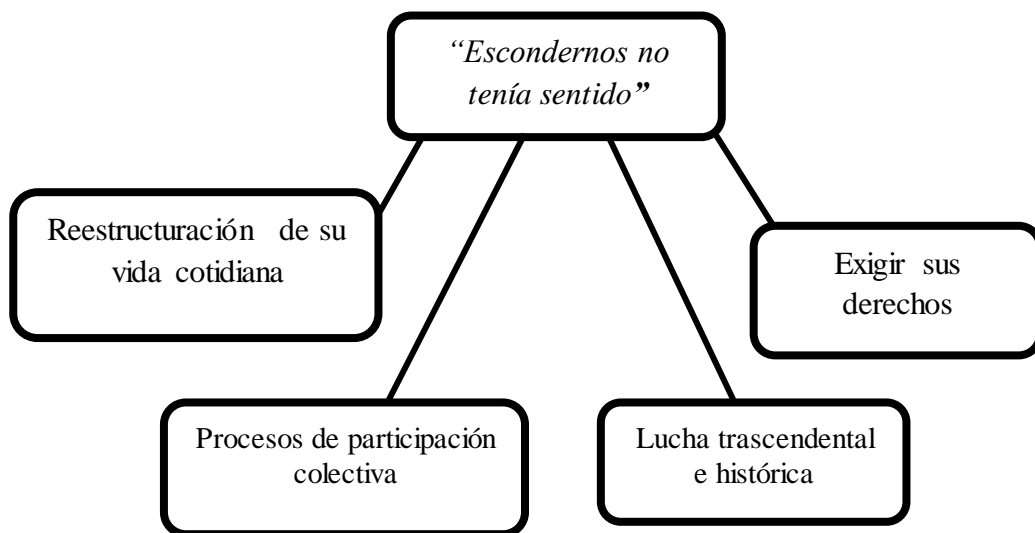 “Escondernos no
tenía sentido”
Reestructuración de su
vida cotidiana
Exigir sus
derechos
Procesos de participación
colectiva
Lucha trascendental
e histórica